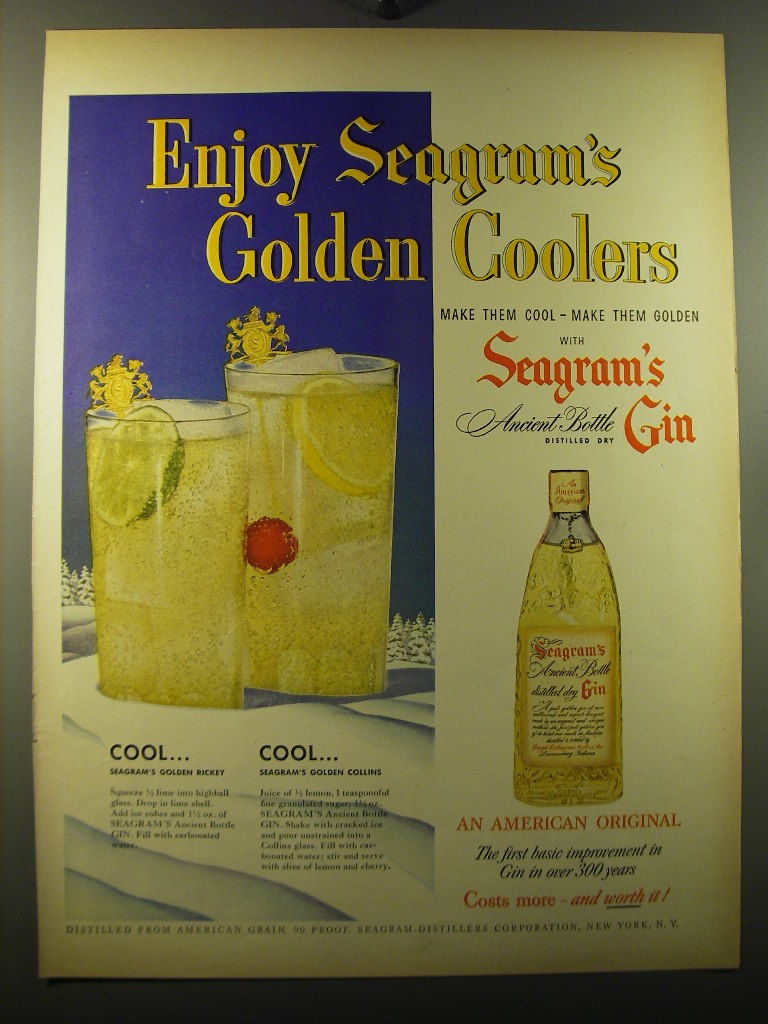 Enjoy Seagram's
Golden Coolers
MAKE THEM COOL – MAKE THEM GOLDEN
WITH
Seagram's
Ancient Bottle
DISTILLED DRY
Gin
An
American
Original
Seagram's
Ancient Bottle
distilled dry Gin
COOL...
SEAGRAM'S GOLDEN RICKEY
Squeeze ½ lime into highball
glass. Drop in lime shell.
Add ice cubes and 1½ oz. of
SEAGRAM'S Ancient Bottle
GIN. Fill with carbonated
water.
COOL...
SEAGRAM'S GOLDEN COLLINS
Juice of ½ lemon, 1 teaspoonful
fine granulated sugar, 1½ oz.
SEAGRAM'S Ancient Bottle
GIN. Shake with cracked ice
and pour unstrained into a
Collins glass. Fill with car-
bonated water; stir and serve
with slice of lemon and cherry.
AN AMERICAN ORIGINAL
The first basic improvement in
Gin in over 300 years
Costs more – and worth it!
DISTILLED FROM AMERICAN GRAIN. 90 PROOF. SEAGRAM-DISTILLERS CORPORATION, NEW YORK, N. Y.